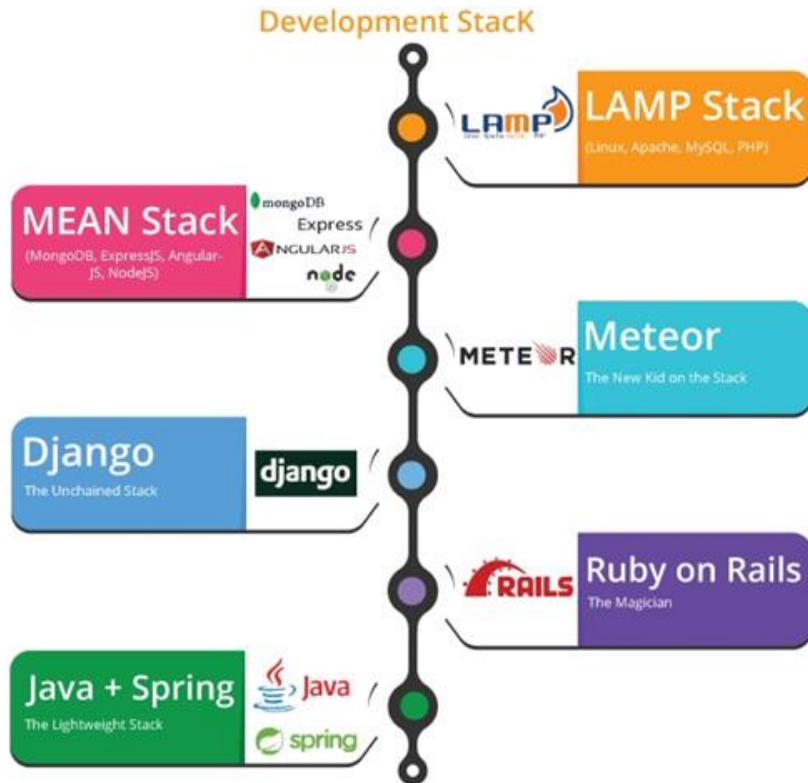 Development StacK
LAMP
LAMP Stack
(Linux, Apache, MySQL, PHP)
MEAN Stack
(MongoDB, ExpressJS, Angular-
JS, NodeJS)
mongoDB
Express
ANGULARJS
node
JS
METEOR
Meteor
The New Kid on the Stack
Django
The Unchained Stack
django
RAILS
Ruby on Rails
The Magician
Java + Spring
The Lightweight Stack
Java
spring